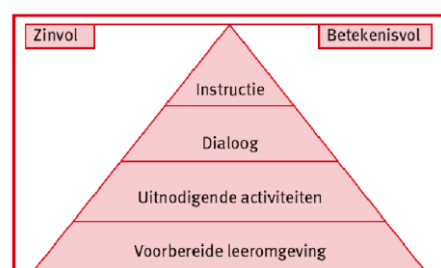 Zinvol
Betekenisvol
Instructie
Dialoog
Uitnodigende activiteiten
Voorbereide leeromgeving